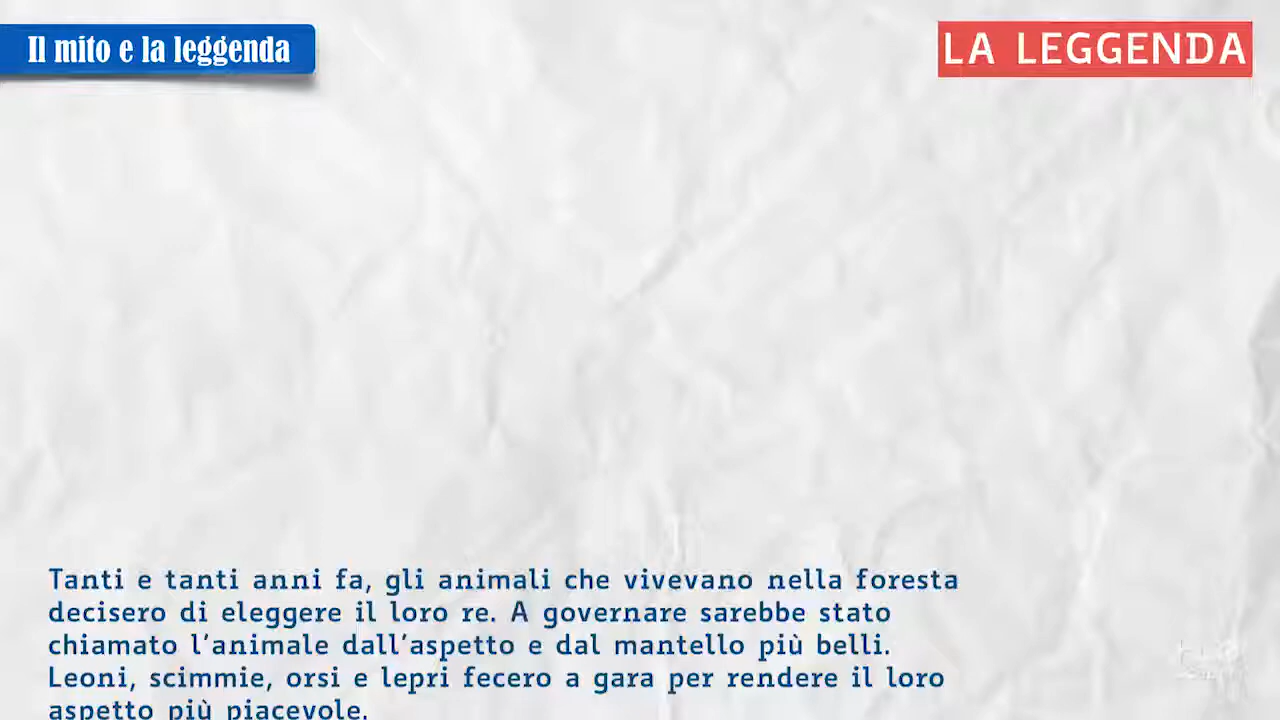 Il mito e la leggenda
LA LEGGENDA
Tanti e tanti anni fa, gli animali che vivevano nella foresta
decisero di eleggere il loro re. A governare sarebbe stato
chiamato l'animale dall'aspetto e dal mantello più belli.
Leoni, scimmie, orsi e lepri fecero a gara per rendere il loro
aspetto più piacevole.